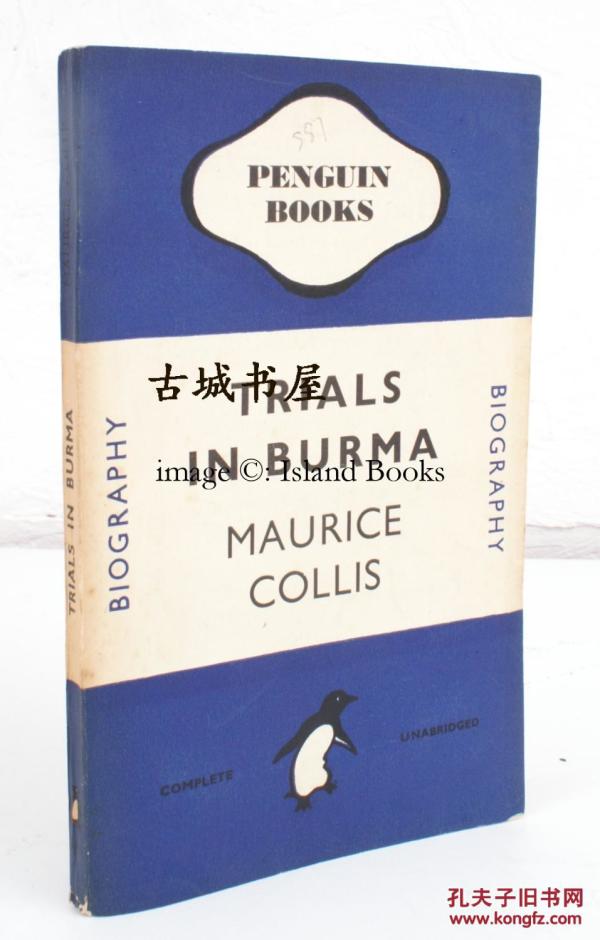 587
PENGUIN
BOOKS
古城书屋
TRIALS
IN BURMA
image ©: Island Books
MAURICE
COLLIS
BIOGRAPHY
BIOGRAPHY
TRIALS IN BURMA
COMPLETE
UNABRIDGED
孔夫子旧书网
www.kongfz.com